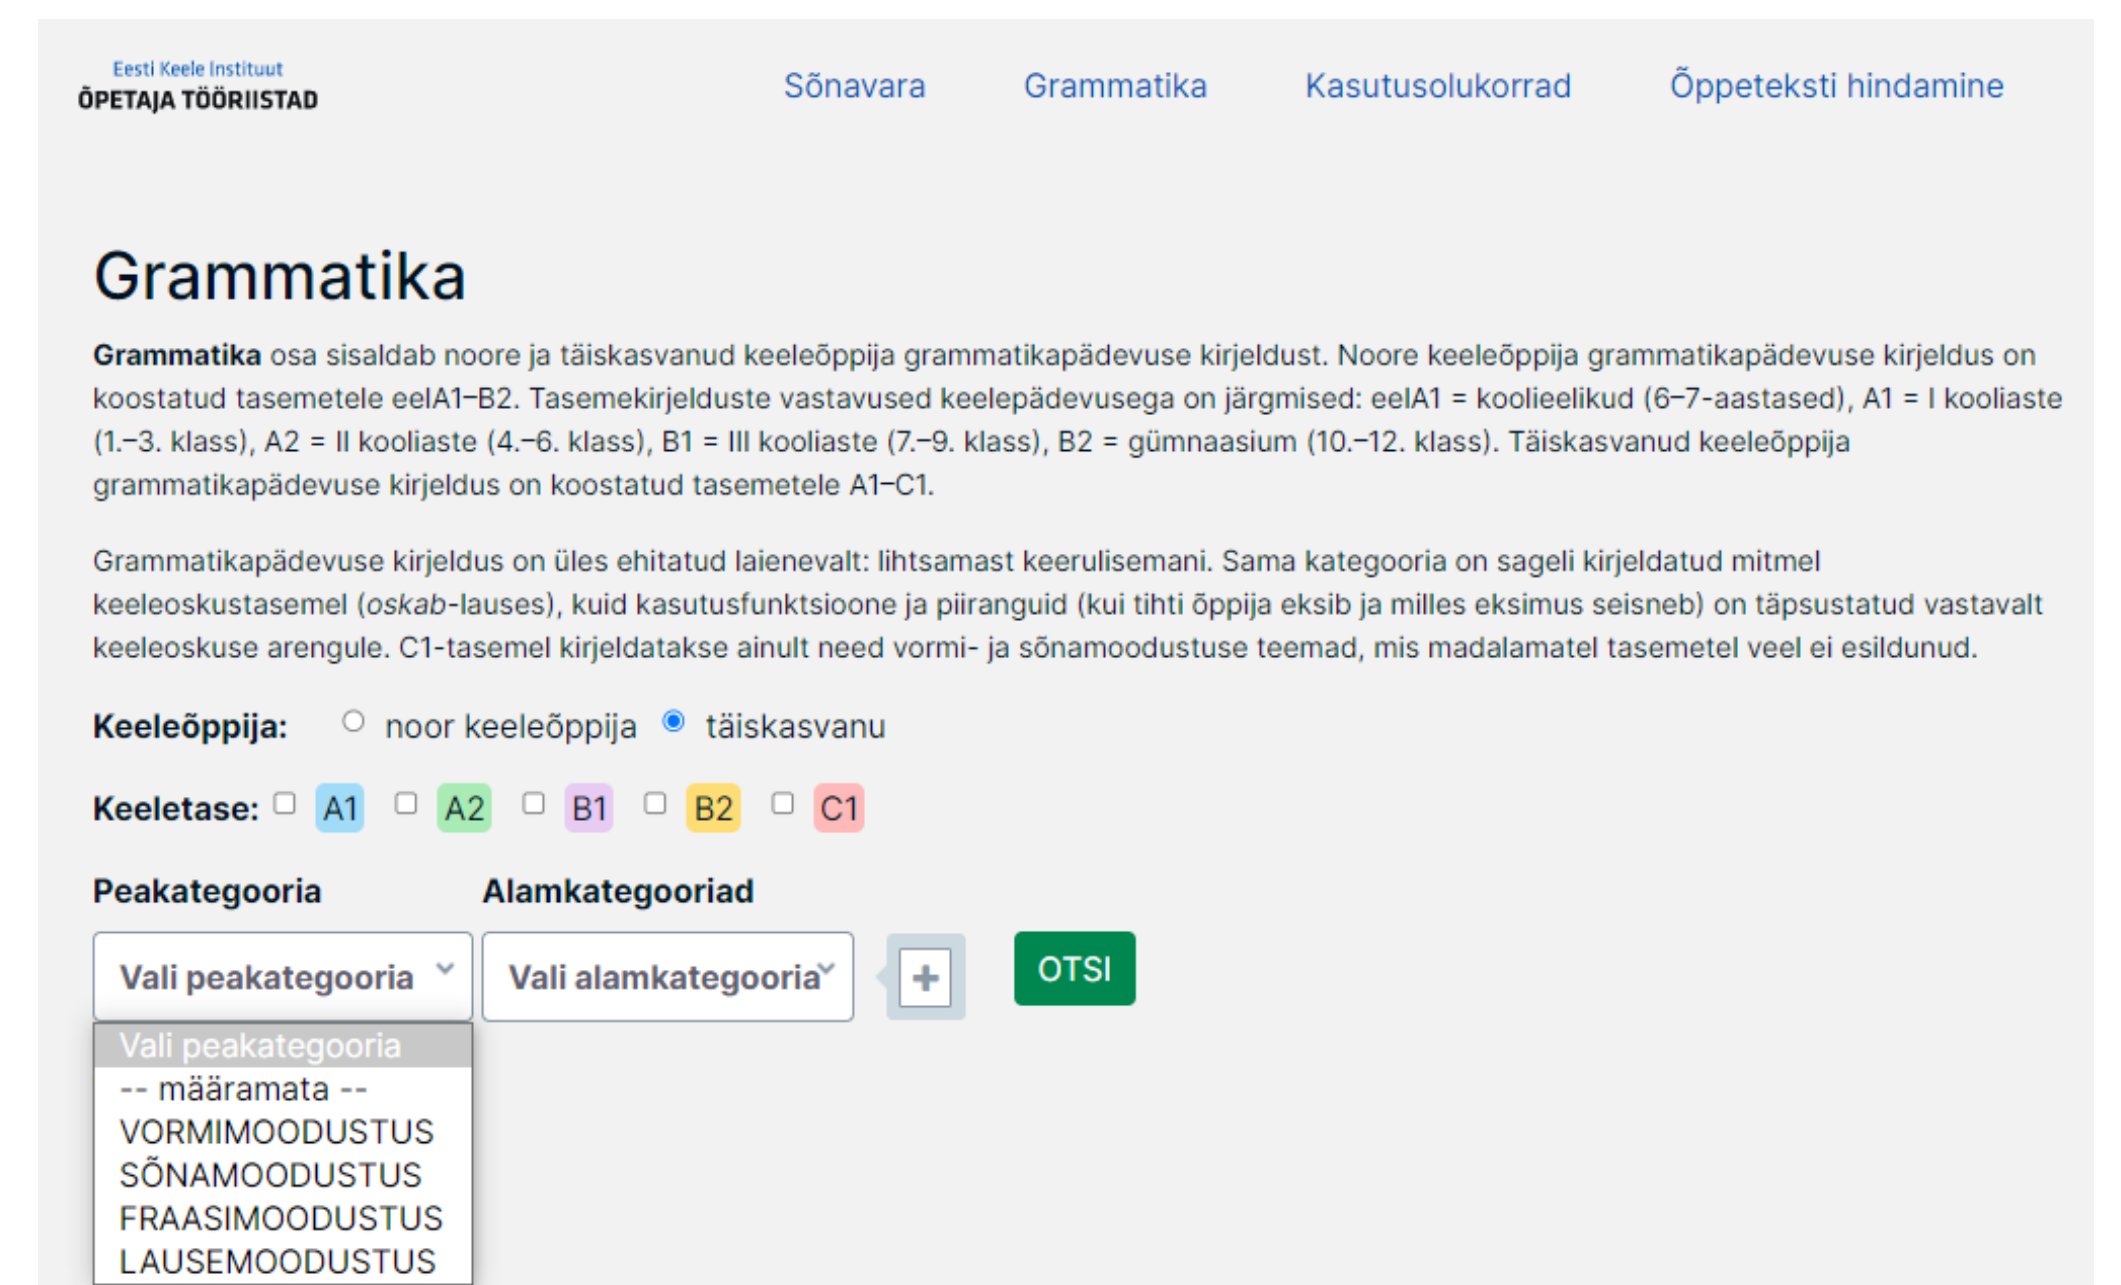 Eesti Keele Instituut
ÕPETAJA TÖÖRIISTAD
Sõnavara Grammatika Kasutusolukorrad Õppeteksti hindamine
Grammatika
Grammatika osa sisaldab noore ja täiskasvanud keeleõppija grammatikapädevuse kirjeldust. Noore keeleõppija grammatikapädevuse kirjeldus on
koostatud tasemetele eelA1–B2. Tasemekirjelduste vastavused keelepädevusega on järgmised: eelA1 = koolieelikud (6–7-aastased), A1 = I kooliaste
(1.–3. klass), A2 = II kooliaste (4.–6. klass), B1 = III kooliaste (7.–9. klass), B2 = gümnaasium (10.–12. klass). Täiskasvanud keeleõppija
grammatikapädevuse kirjeldus on koostatud tasemetele A1–C1.
Grammatikapädevuse kirjeldus on üles ehitatud laienevalt: lihtsamast keerulisemani. Sama kategooria on sageli kirjeldatud mitmel
keeleoskustasemel (oskab-lauses), kuid kasutusfunktsioone ja piiranguid (kui tihti õppija eksib ja milles eksimus seisneb) on täpsustatud vastavalt
keeleoskuse arengule. C1-tasemel kirjeldatakse ainult need vormi- ja sõnamoodustuse teemad, mis madalamatel tasemetel veel ei esildunud.
Keeleõppija: noor keeleõppija täiskasvanu
Keeletase: A1 A2 B1 B2 C1
Peakategooria Alamkategooriad
Vali peakategooria Vali alamkategooria + OTSI
Vali peakategooria
-- määramata --
VORMIMOODUSTUS
SÕNAMOODUSTUS
FRAASIMOODUSTUS
LAUSEMOODUSTUS